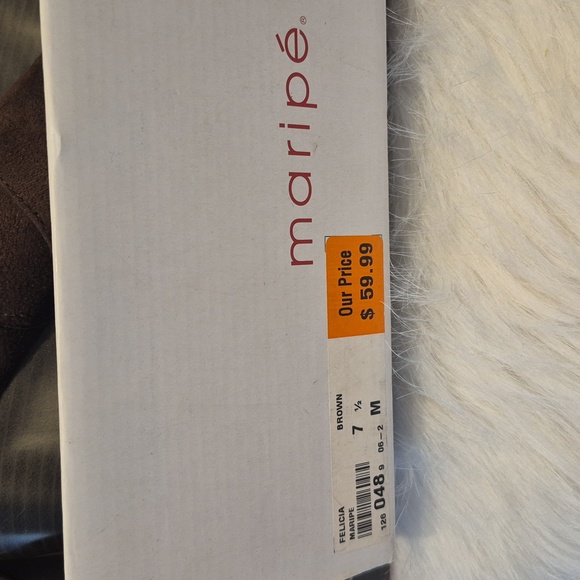 maripé®
Our Price
$ 59.99
FELICIA BROWN
MARIPE 7 ½
126 048 9 06-2 M